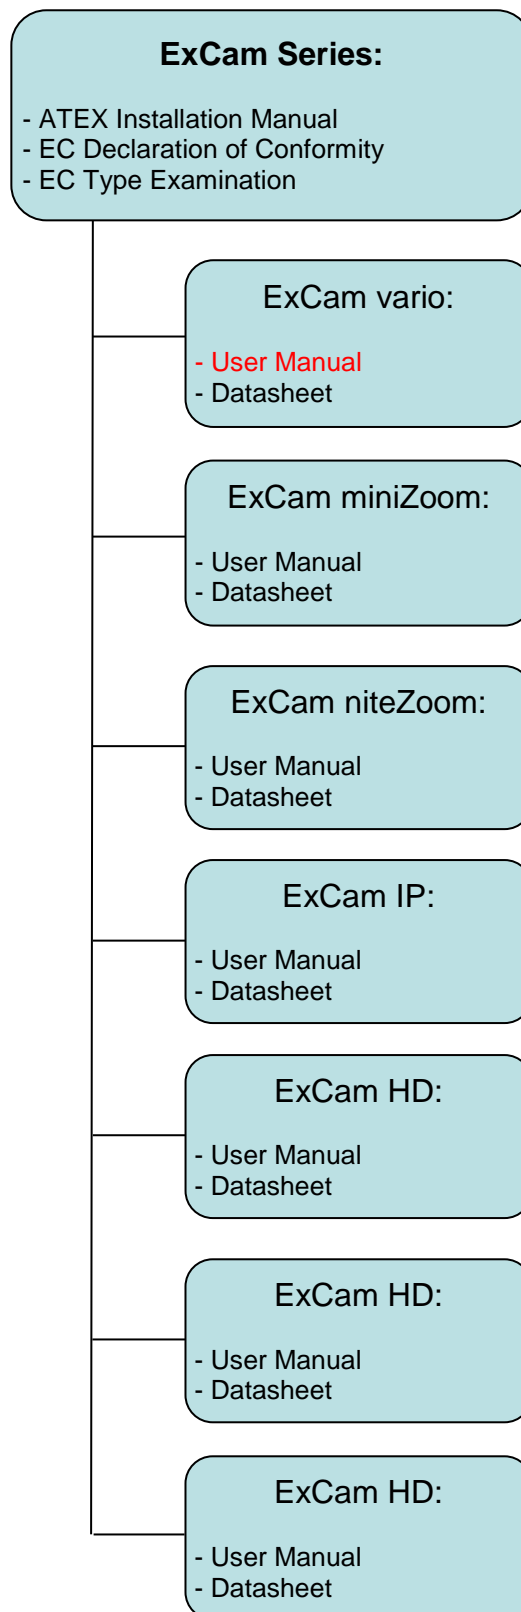 ExCam Series:
- ATEX Installation Manual
- EC Declaration of Conformity
- EC Type Examination
ExCam vario:
- User Manual
- Datasheet
ExCam miniZoom:
- User Manual
- Datasheet
ExCam niteZoom:
- User Manual
- Datasheet
ExCam IP:
- User Manual
- Datasheet
ExCam HD:
- User Manual
- Datasheet
ExCam HD:
- User Manual
- Datasheet
ExCam HD:
- User Manual
- Datasheet